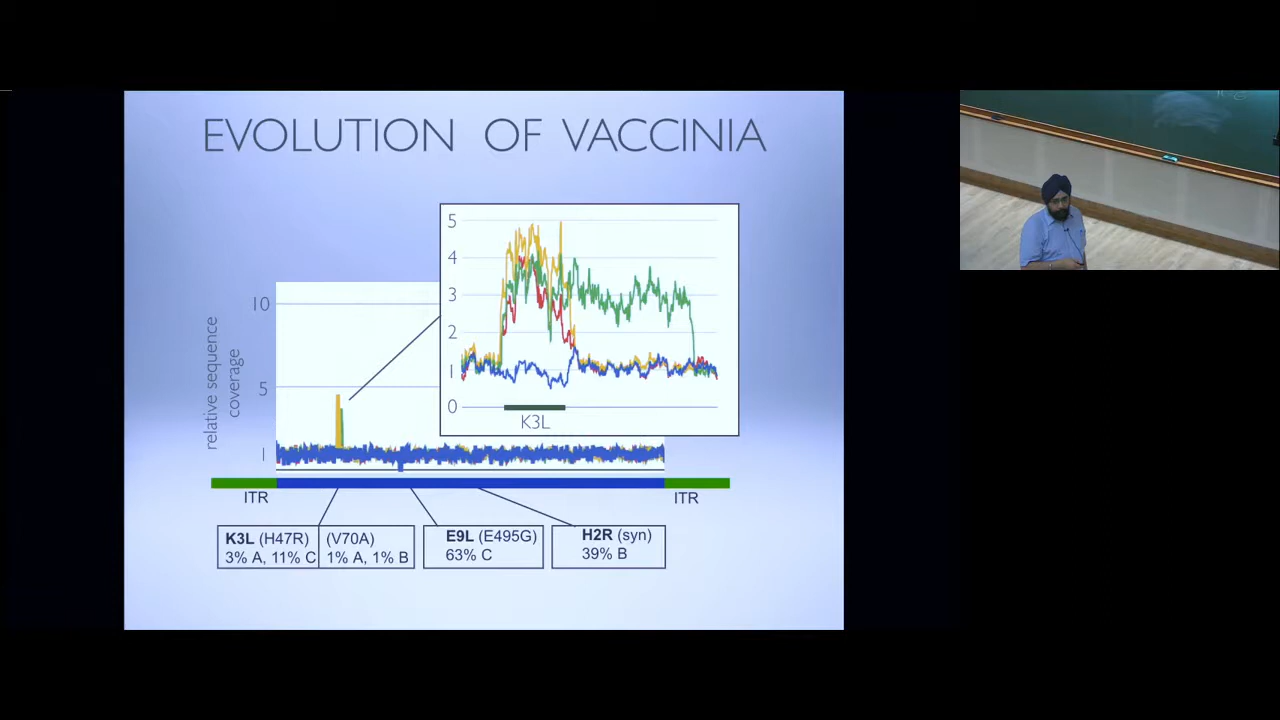 EVOLUTION OF VACCINIA
relative sequence
coverage
10
5
1
5
4
3
2
1
0
K3L
ITR
ITR
K3L (H47R)
3% A, 11% C
(V70A)
1% A, 1% B
E9L (E495G)
63% C
H2R (syn)
39% B